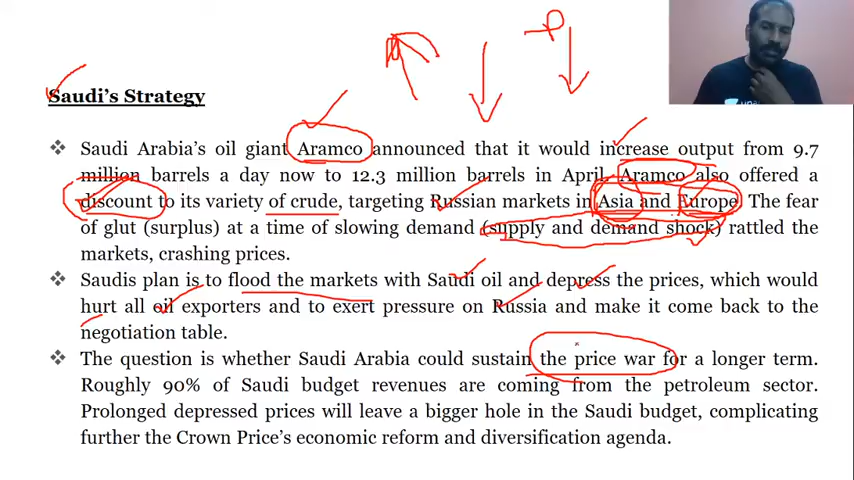 P
Saudi's Strategy
❖ Saudi Arabia's oil giant Aramco announced that it would increase output from 9.7
million barrels a day now to 12.3 million barrels in April. Aramco also offered a
discount to its variety of crude, targeting Russian markets in Asia and Europe. The fear
of glut (surplus) at a time of slowing demand (supply and demand shock) rattled the
markets, crashing prices.
❖ Saudis plan is to flood the markets with Saudi oil and depress the prices, which would
hurt all oil exporters and to exert pressure on Russia and make it come back to the
negotiation table.
❖ The question is whether Saudi Arabia could sustain the price war for a longer term.
Roughly 90% of Saudi budget revenues are coming from the petroleum sector.
Prolonged depressed prices will leave a bigger hole in the Saudi budget, complicating
further the Crown Price's economic reform and diversification agenda.